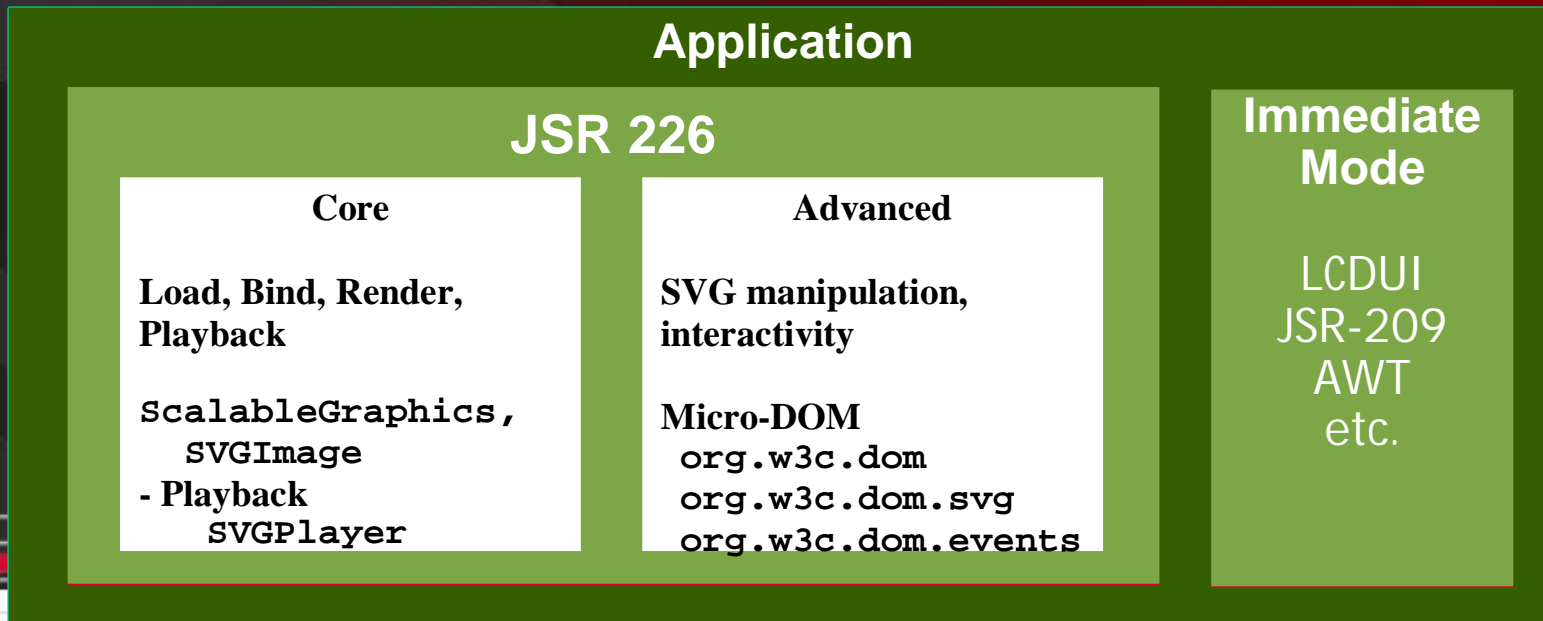 Application
JSR 226
Core
Load, Bind, Render,
Playback
ScalableGraphics,
SVGImage
- Playback
SVGPlayer
Advanced
SVG manipulation,
interactivity
Micro-DOM
org.w3c.dom
org.w3c.dom.svg
org.w3c.dom.events
Immediate
Mode
LCDUI
JSR-209
AWT
etc.